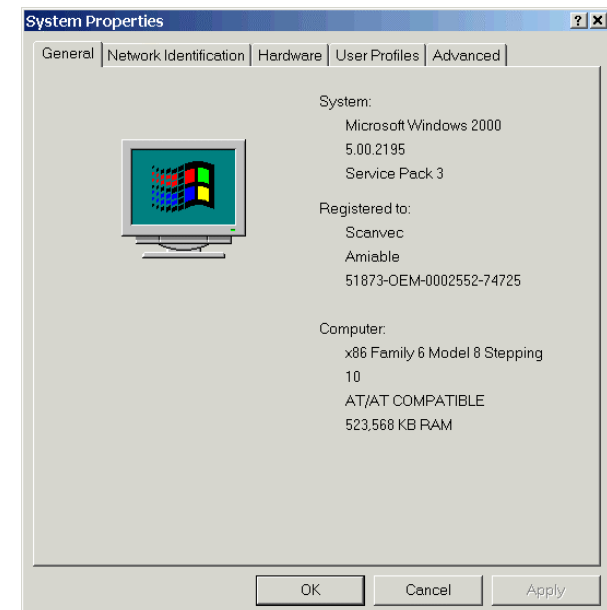 System Properties
General Network Identification Hardware User Profiles Advanced
System:
Microsoft Windows 2000
5.00.2195
Service Pack 3
Registered to:
Scanvec
Amiable
51873-OEM-0002552-74725
Computer:
x86 Family 6 Model 8 Stepping
10
AT/AT COMPATIBLE
523,568 KB RAM
OK Cancel Apply